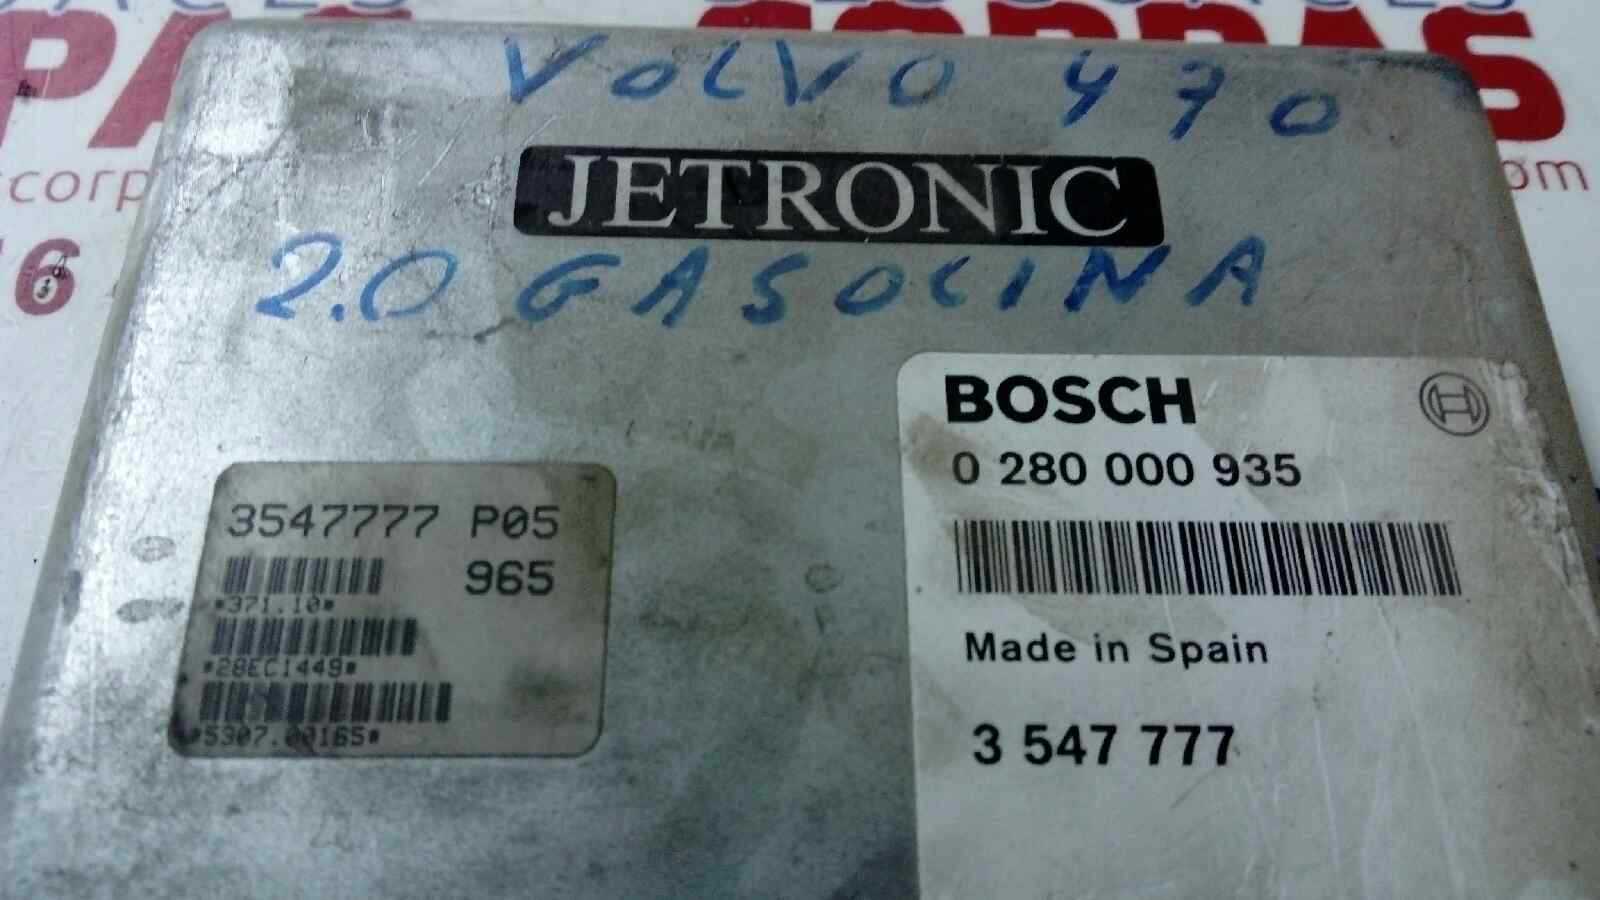 VOLVO 470
JETRONIC
2.0 GASOLINA
BOSCH
0 280 000 935
Made in Spain
3 547 777
3547777 P05
965
*371.10*
*28EC1449*
*5307.00165*